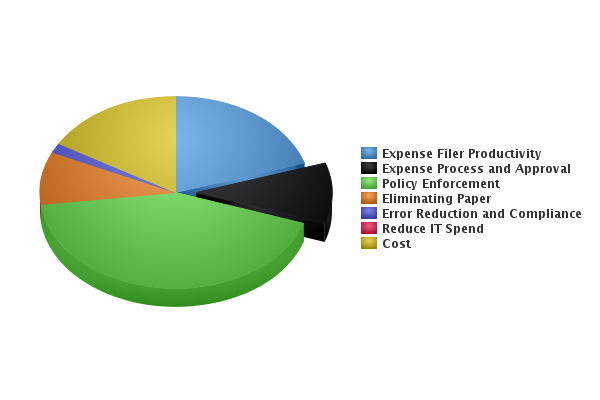 Expense Filer Productivity
Expense Process and Approval
Policy Enforcement
Eliminating Paper
Error Reduction and Compliance
Reduce IT Spend
Cost